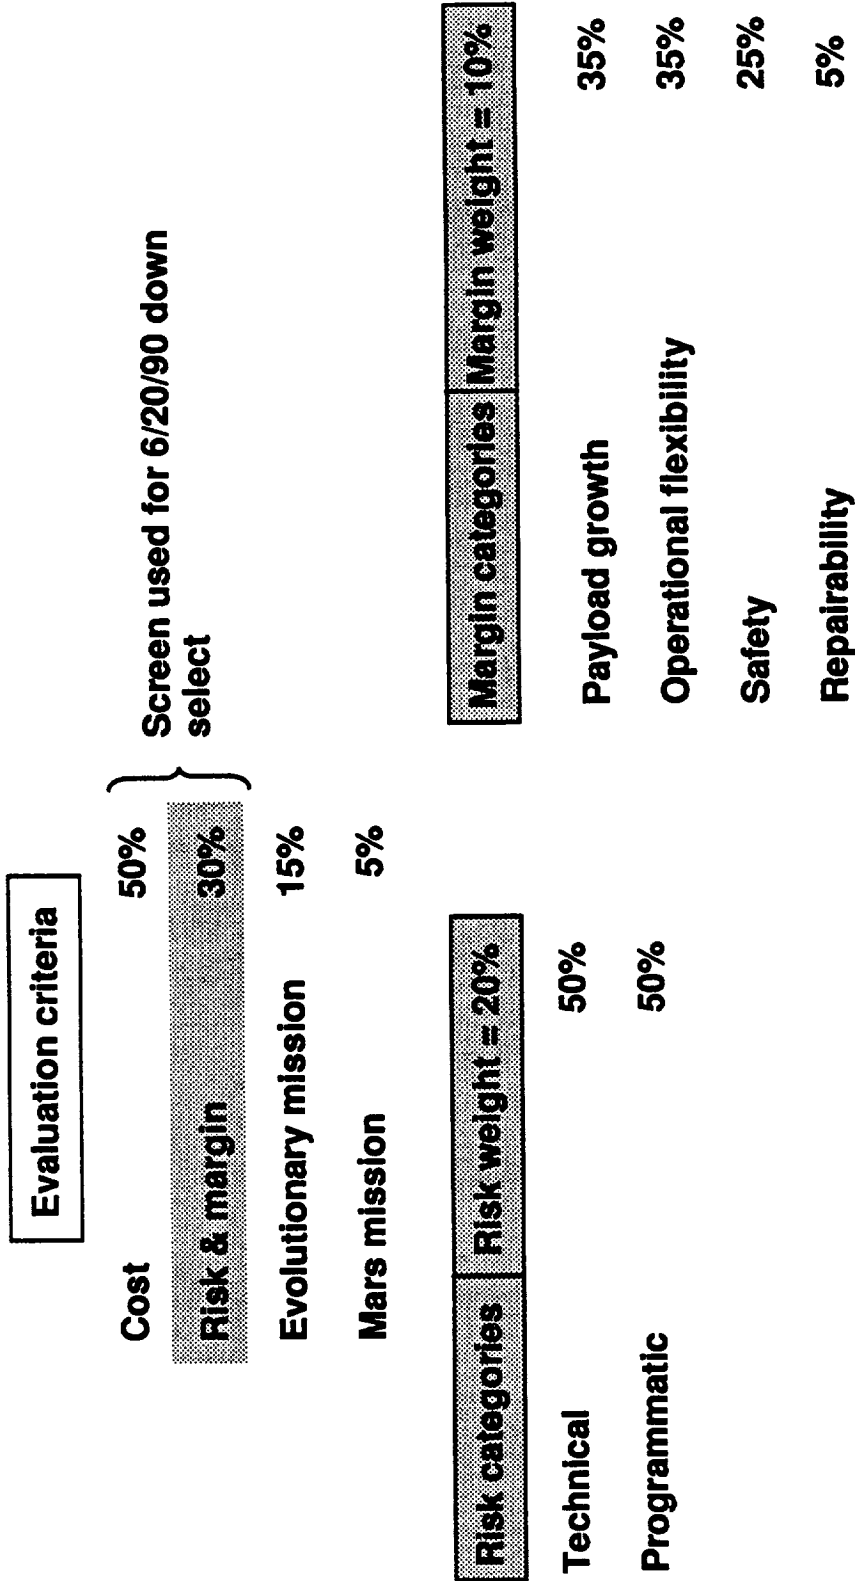 Evaluation criteria
Cost 50%
Risk & margin 30%
Evolutionary mission 15%
Mars mission 5%
Screen used for 6/20/90 down
select
Risk categories Risk weight = 20%
Technical 50%
Programmatic 50%
Margin categories Margin weight = 10%
Payload growth 35%
Operational flexibility 35%
Safety 25%
Repairability 5%